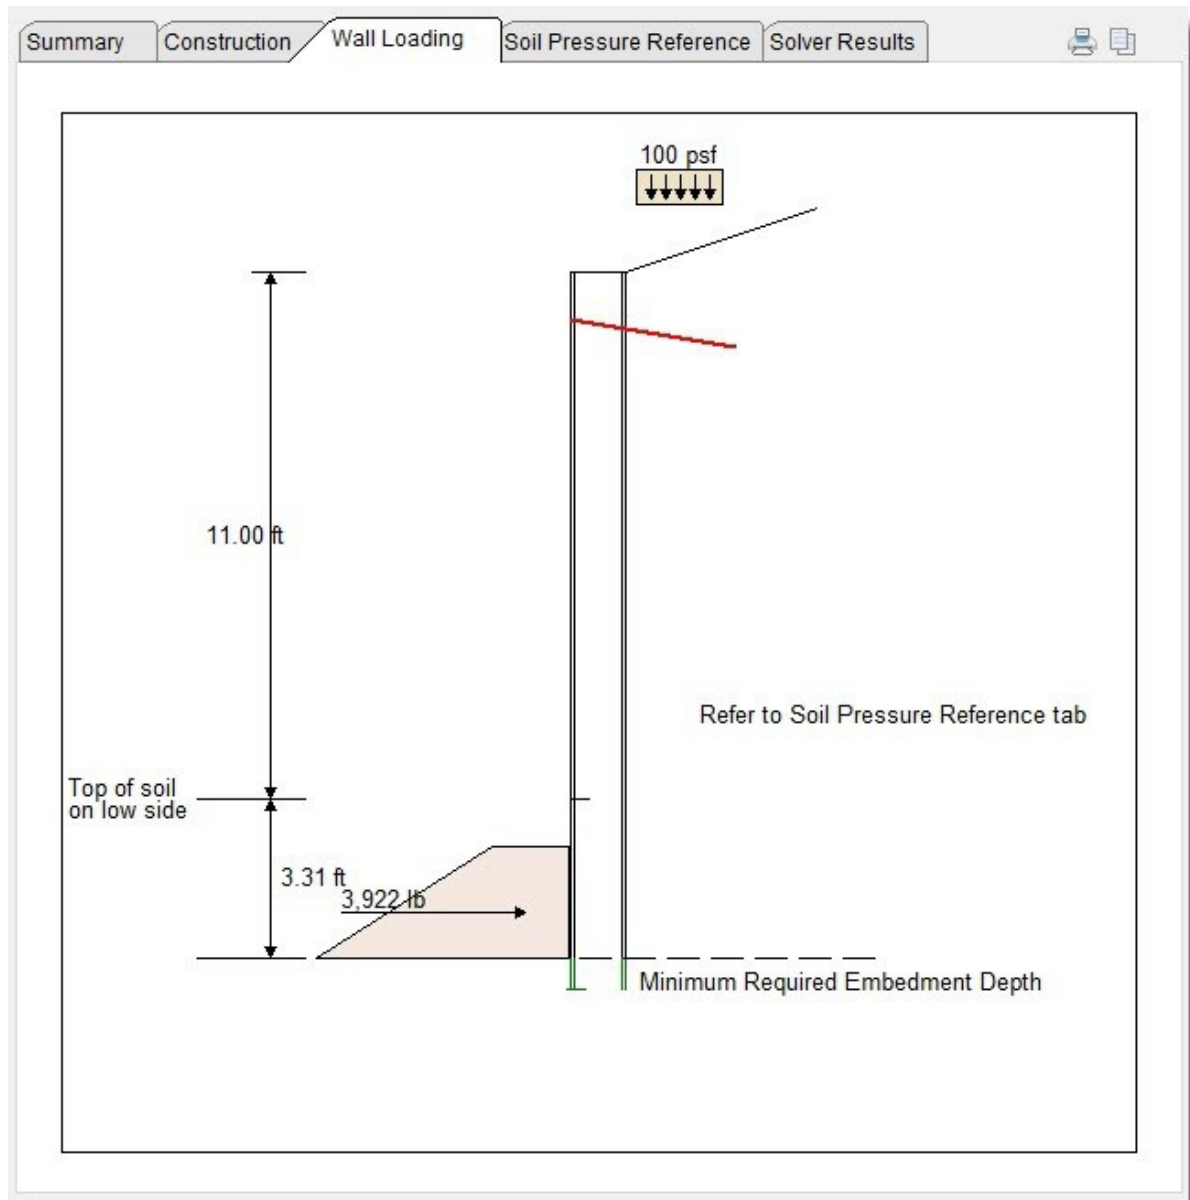 Summary
Construction
Wall Loading
Soil Pressure Reference
Solver Results
100 psf
11.00 ft
Refer to Soil Pressure Reference tab
Top of soil
on low side
3.31 ft
3,922 lb
Minimum Required Embedment Depth